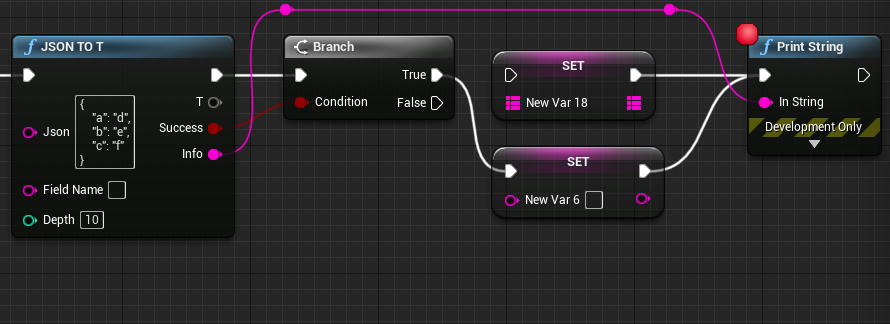 f JSON TO T
Branch
SET
f Print String
True
T
Condition
False
New Var 18
In String
Json
{
"a": "d",
"b": "e",
"c": "f"
}
Success
Info
Development Only
SET
Field Name
New Var 6
Depth 10